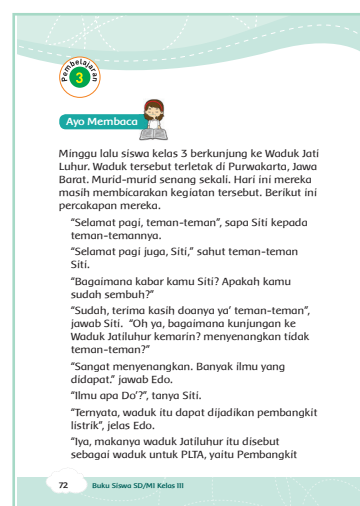 Pembelajaran
3
Ayo Membaca
Minggu lalu siswa kelas 3 berkunjung ke Waduk Jati
Luhur. Waduk tersebut terletak di Purwakarta, Jawa
Barat. Murid-murid senang sekali. Hari ini mereka
masih membicarakan kegiatan tersebut. Berikut ini
percakapan mereka.
“Selamat pagi, teman-teman”, sapa Siti kepada
teman-temannya.
“Selamat pagi juga, Siti,” sahut teman-teman
Siti.
“Bagaimana kabar kamu Siti? Apakah kamu
sudah sembuh?”
“Sudah, terima kasih doanya ya’ teman-teman”,
jawab Siti. “Oh ya, bagaimana kunjungan ke
Waduk Jatiluhur kemarin? menyenangkan tidak
teman-teman?”
“Sangat menyenangkan. Banyak ilmu yang
didapat.” jawab Edo.
“Ilmu apa Do’?”, tanya Siti.
“Ternyata, waduk itu dapat dijadikan pembangkit
listrik”, jelas Edo.
“Iya, makanya waduk Jatiluhur itu disebut
sebagai waduk untuk PLTA, yaitu Pembangkit
72 Buku Siswa SD/MI Kelas III